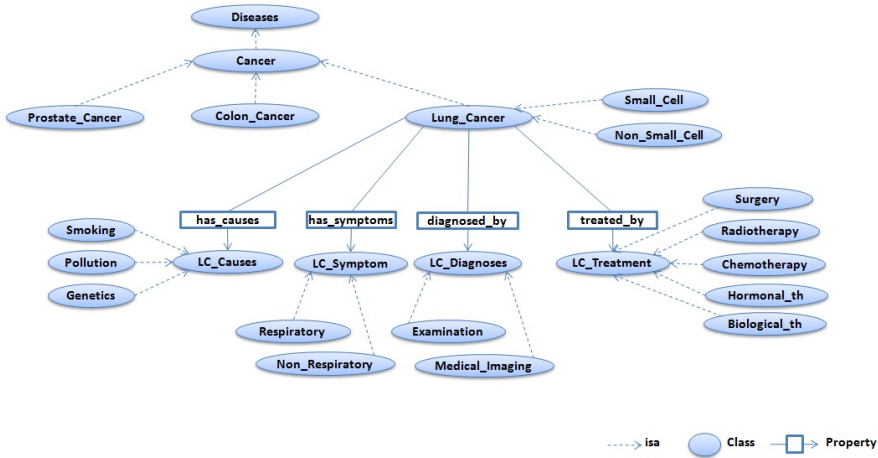 Diseases
Cancer
Prostate_Cancer
Colon_Cancer
Lung_Cancer
Small_Cell
Non_Small_Cell
has_causes
has_symptoms
diagnosed_by
treated_by
Smoking
Pollution
Genetics
LC_Causes
LC_Symptom
LC_Diagnoses
LC_Treatment
Surgery
Radiotherapy
Chemotherapy
Hormonal_th
Biological_th
Respiratory
Non_Respiratory
Examination
Medical_Imaging
isa
Class
Property